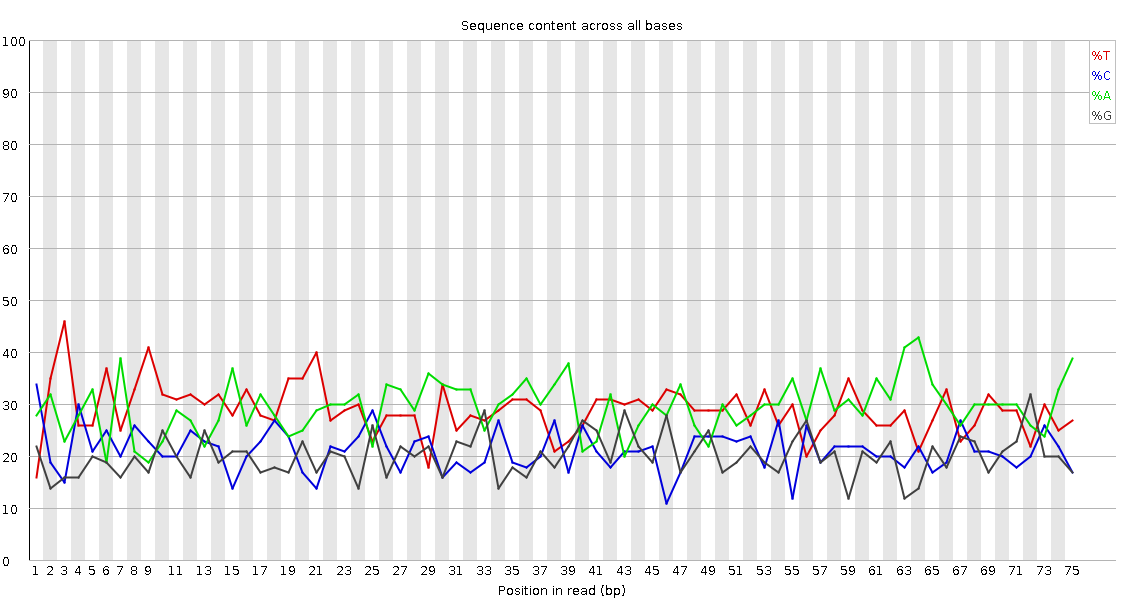 Sequence content across all bases
100
90
80
70
60
50
40
30
20
10
0
%T
%C
%A
%G
1 2 3 4 5 6 7 8 9 11 13 15 17 19 21 23 25 27 29 31 33 35 37 39 41 43 45 47 49 51 53 55 57 59 61 63 65 67 69 71 73 75
Position in read (bp)